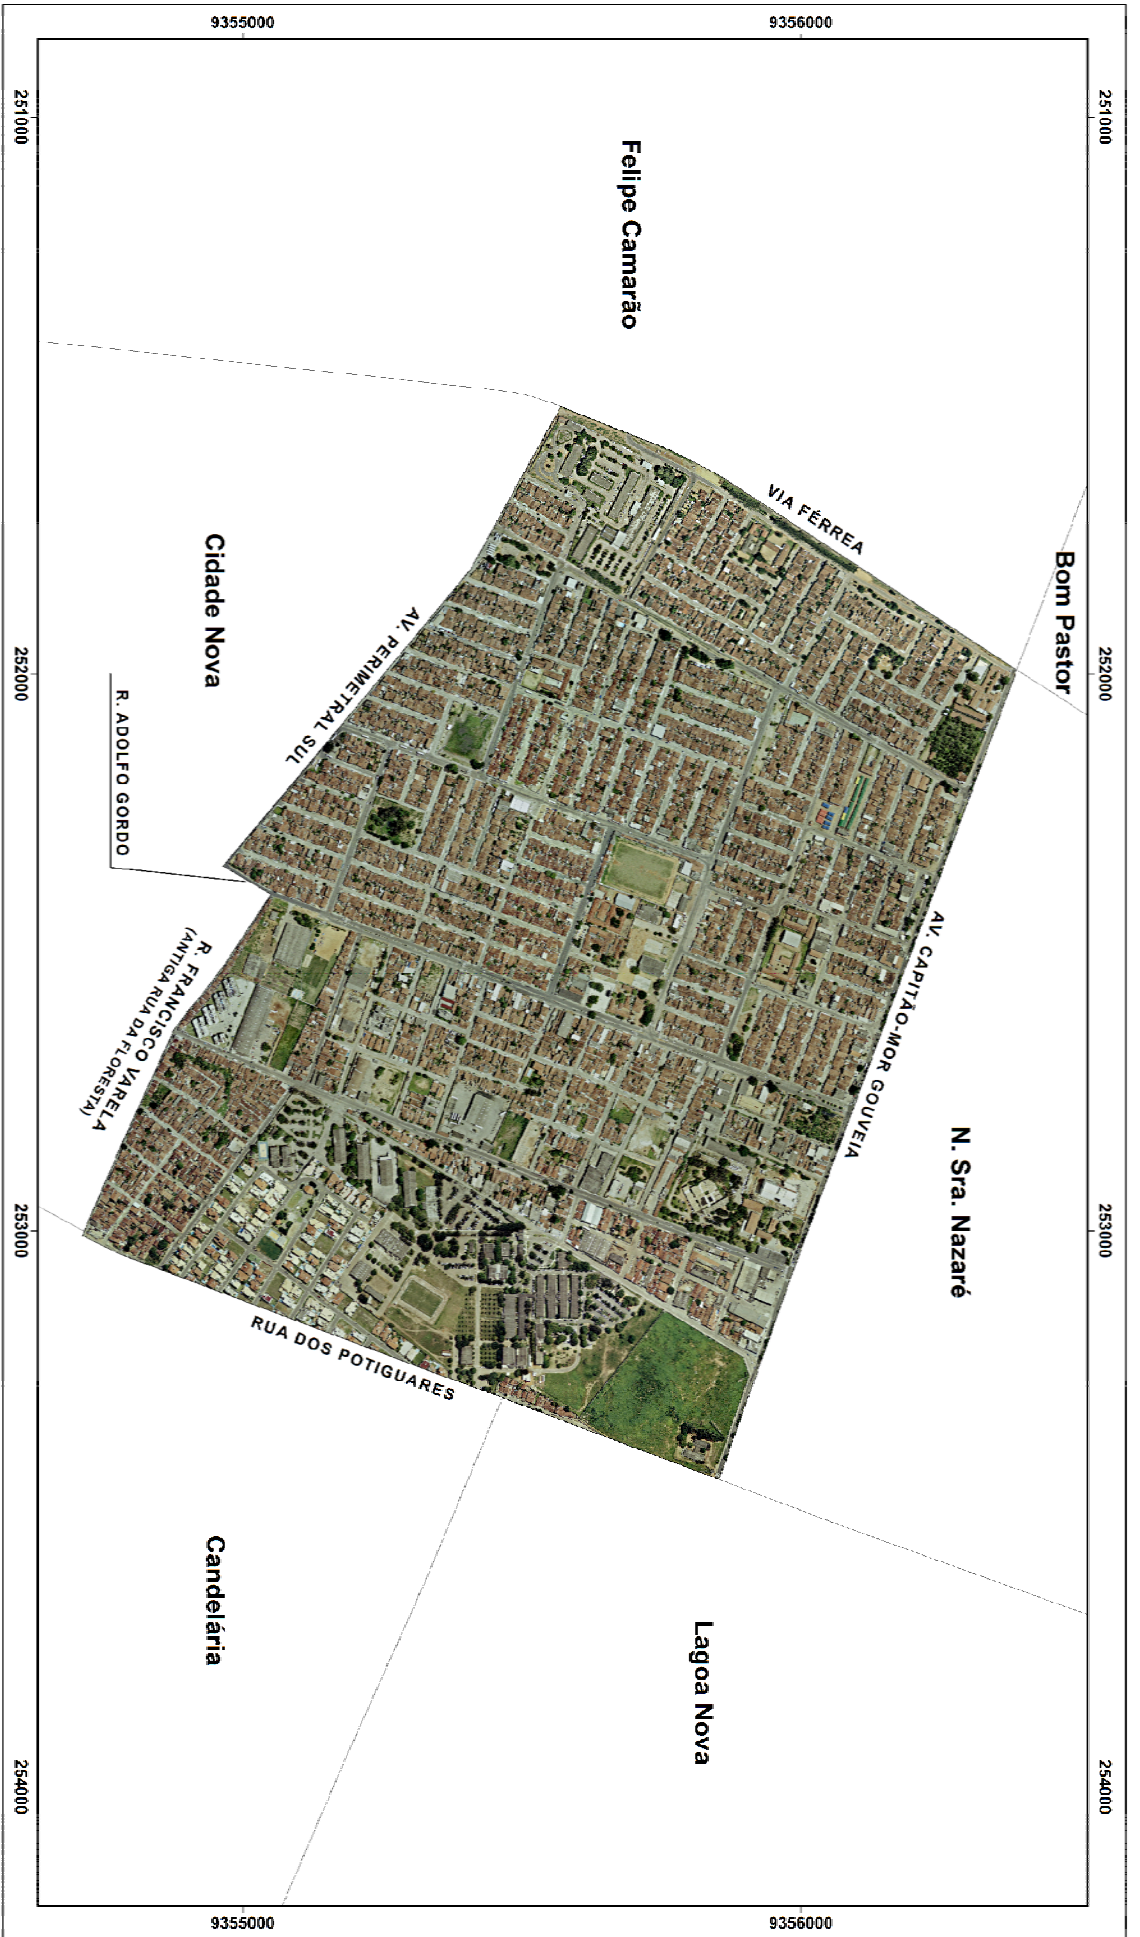 251000
252000
253000
254000
9356000
9356000
9355000
9355000
Bom Pastor
Felipe Camarão
VIA FÉRREA
AV. CAPITÃO-MOR GOUVEIA
N. Sra. Nazaré
Lagoa Nova
Cidade Nova
AV. PERIMETRAL SUL
R. ADOLFO GORDO
R. FRANCISCO VARELA
(ANTIGA RUA DA FLORESTA)
RUA DOS POTIGUARES
Candelária
251000
252000
253000
254000